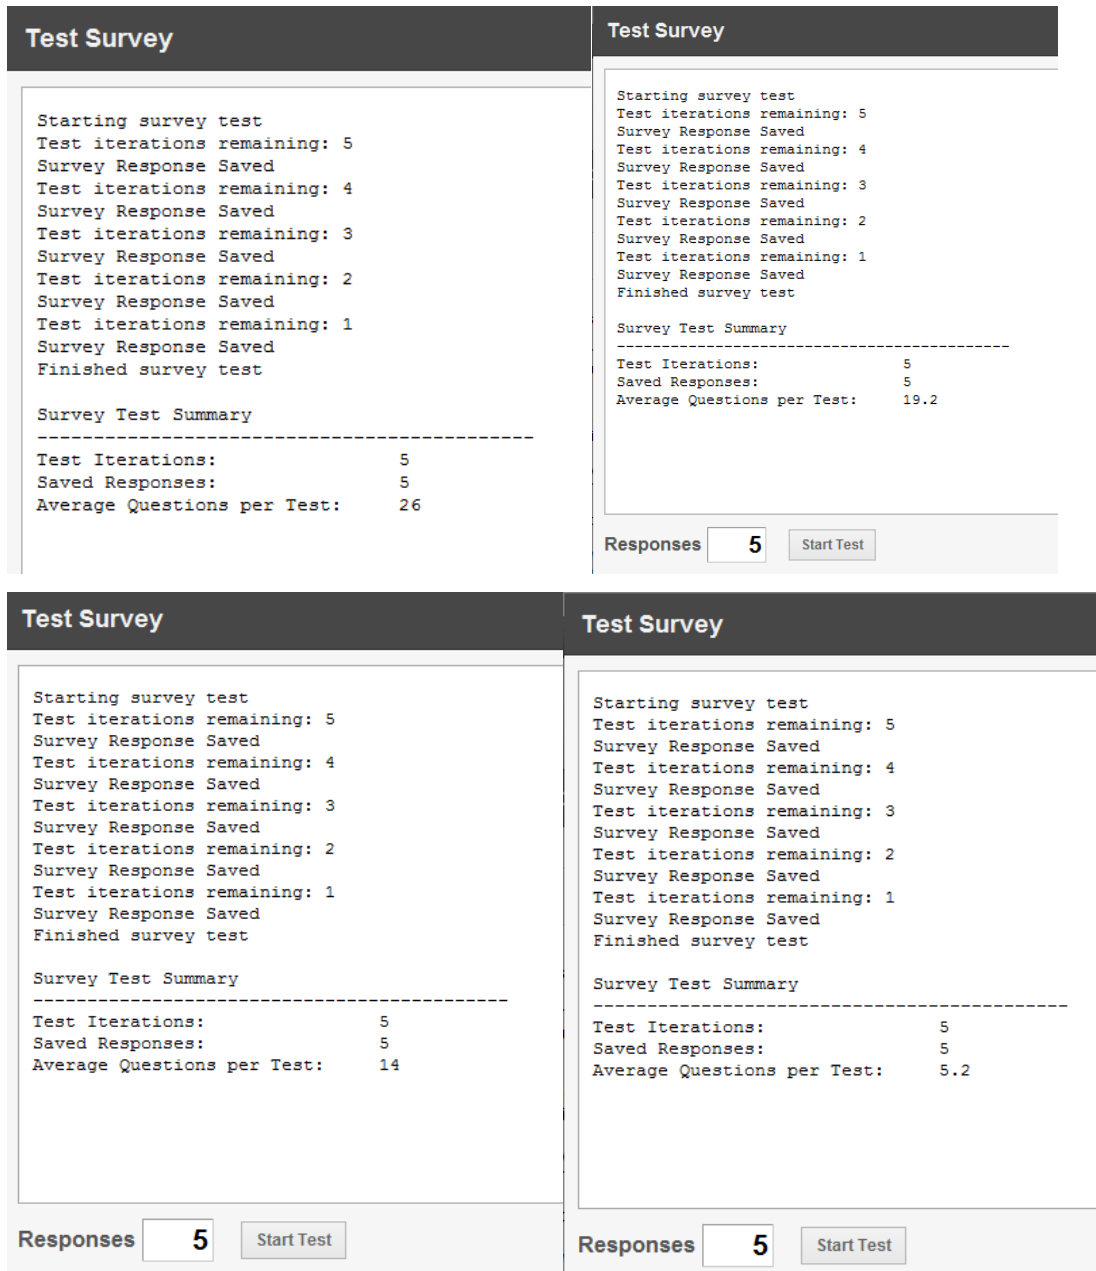 Test Survey
Starting survey test
Test iterations remaining: 5
Survey Response Saved
Test iterations remaining: 4
Survey Response Saved
Test iterations remaining: 3
Survey Response Saved
Test iterations remaining: 2
Survey Response Saved
Test iterations remaining: 1
Survey Response Saved
Finished survey test
Survey Test Summary
--------------------------------------------
Test Iterations: 5
Saved Responses: 5
Average Questions per Test: 26
Test Survey
Starting survey test
Test iterations remaining: 5
Survey Response Saved
Test iterations remaining: 4
Survey Response Saved
Test iterations remaining: 3
Survey Response Saved
Test iterations remaining: 2
Survey Response Saved
Test iterations remaining: 1
Survey Response Saved
Finished survey test
Survey Test Summary
--------------------------------------------
Test Iterations: 5
Saved Responses: 5
Average Questions per Test: 19.2
Responses 5 Start Test
Test Survey
Starting survey test
Test iterations remaining: 5
Survey Response Saved
Test iterations remaining: 4
Survey Response Saved
Test iterations remaining: 3
Survey Response Saved
Test iterations remaining: 2
Survey Response Saved
Test iterations remaining: 1
Survey Response Saved
Finished survey test
Survey Test Summary
--------------------------------------------
Test Iterations: 5
Saved Responses: 5
Average Questions per Test: 14
Responses 5 Start Test
Test Survey
Starting survey test
Test iterations remaining: 5
Survey Response Saved
Test iterations remaining: 4
Survey Response Saved
Test iterations remaining: 3
Survey Response Saved
Test iterations remaining: 2
Survey Response Saved
Test iterations remaining: 1
Survey Response Saved
Finished survey test
Survey Test Summary
--------------------------------------------
Test Iterations: 5
Saved Responses: 5
Average Questions per Test: 5.2
Responses 5 Start Test